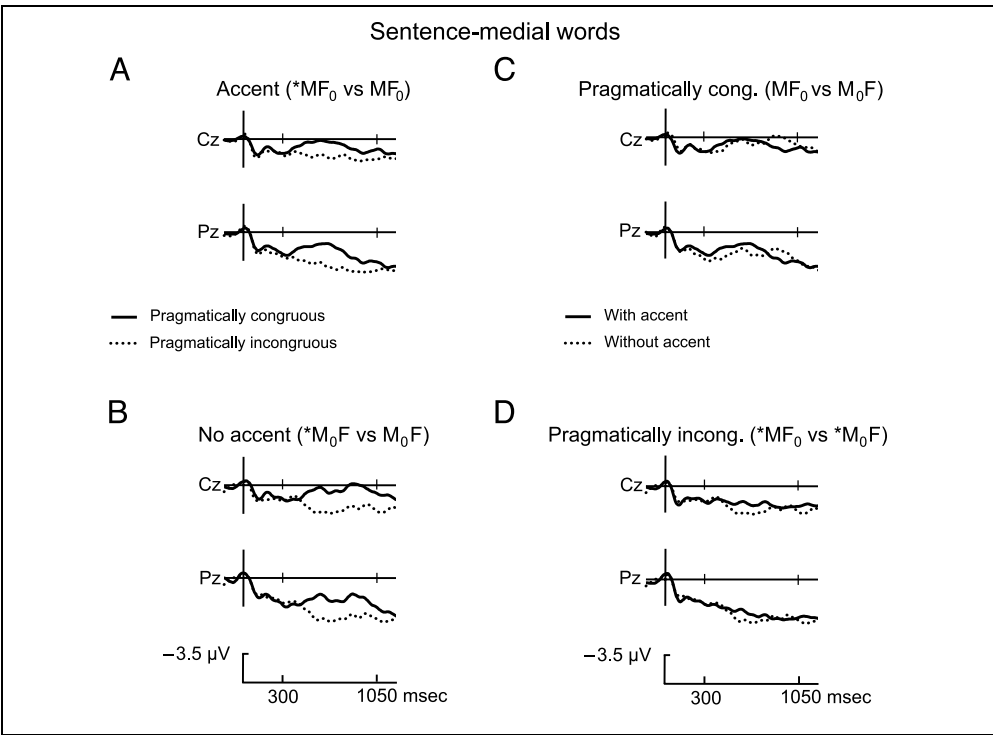 Sentence-medial words
A
Accent (*MF₀ vs MF₀)
Cz
Pz
Pragmatically congruous
Pragmatically incongruous
C
Pragmatically cong. (MF₀ vs M₀F)
Cz
Pz
With accent
Without accent
B
No accent (*M₀F vs M₀F)
Cz
Pz
−3.5 µV
300
1050 msec
D
Pragmatically incong. (*MF₀ vs *M₀F)
Cz
Pz
−3.5 µV
300
1050 msec